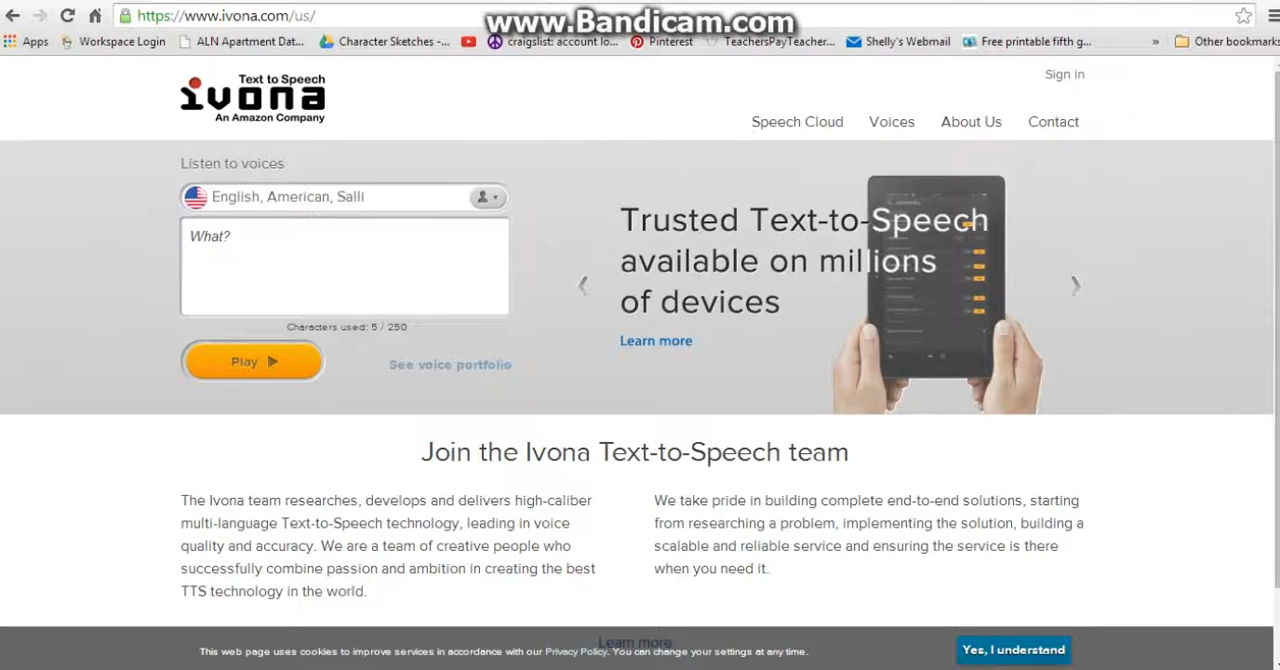 https://www.ivona.com/us/
www.Bandicam.com
Apps Workspace Login ALN Apartment Dat... Character Sketches -... craigslist: account lo... Pinterest TeachersPayTeacher... Shelly's Webmail Free printable fifth g... » Other bookmarks
Sign in
Text to Speech
ivona
An Amazon Company
Speech Cloud Voices About Us Contact
Listen to voices
English, American, Salli
What?
Characters used: 5 / 250
Play
See voice portfolio
Trusted Text-to-Speech
available on millions
of devices
Learn more
Join the Ivona Text-to-Speech team
The Ivona team researches, develops and delivers high-caliber
multi-language Text-to-Speech technology, leading in voice
quality and accuracy. We are a team of creative people who
successfully combine passion and ambition in creating the best
TTS technology in the world.
We take pride in building complete end-to-end solutions, starting
from researching a problem, implementing the solution, building a
scalable and reliable service and ensuring the service is there
when you need it.
Learn more
This web page uses cookies to improve services in accordance with our Privacy Policy. You can change your settings at any time.
Yes, I understand